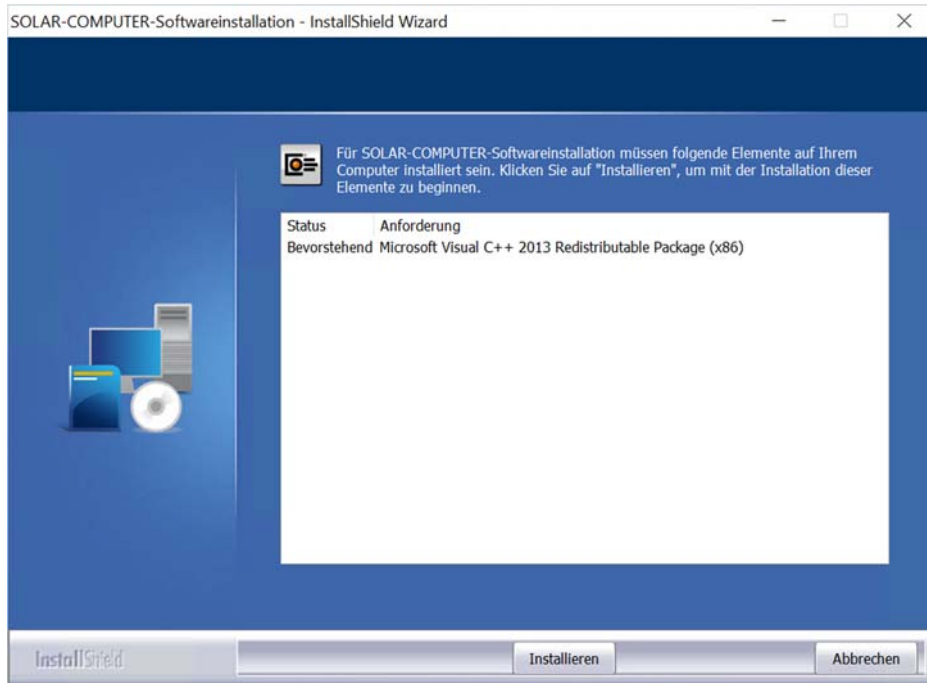 SOLAR-COMPUTER-Softwareinstallation - InstallShield Wizard
Für SOLAR-COMPUTER-Softwareinstallation müssen folgende Elemente auf Ihrem
Computer installiert sein. Klicken Sie auf "Installieren", um mit der Installation dieser
Elemente zu beginnen.
Status Anforderung
Bevorstehend Microsoft Visual C++ 2013 Redistributable Package (x86)
InstallShield
Installieren
Abbrechen